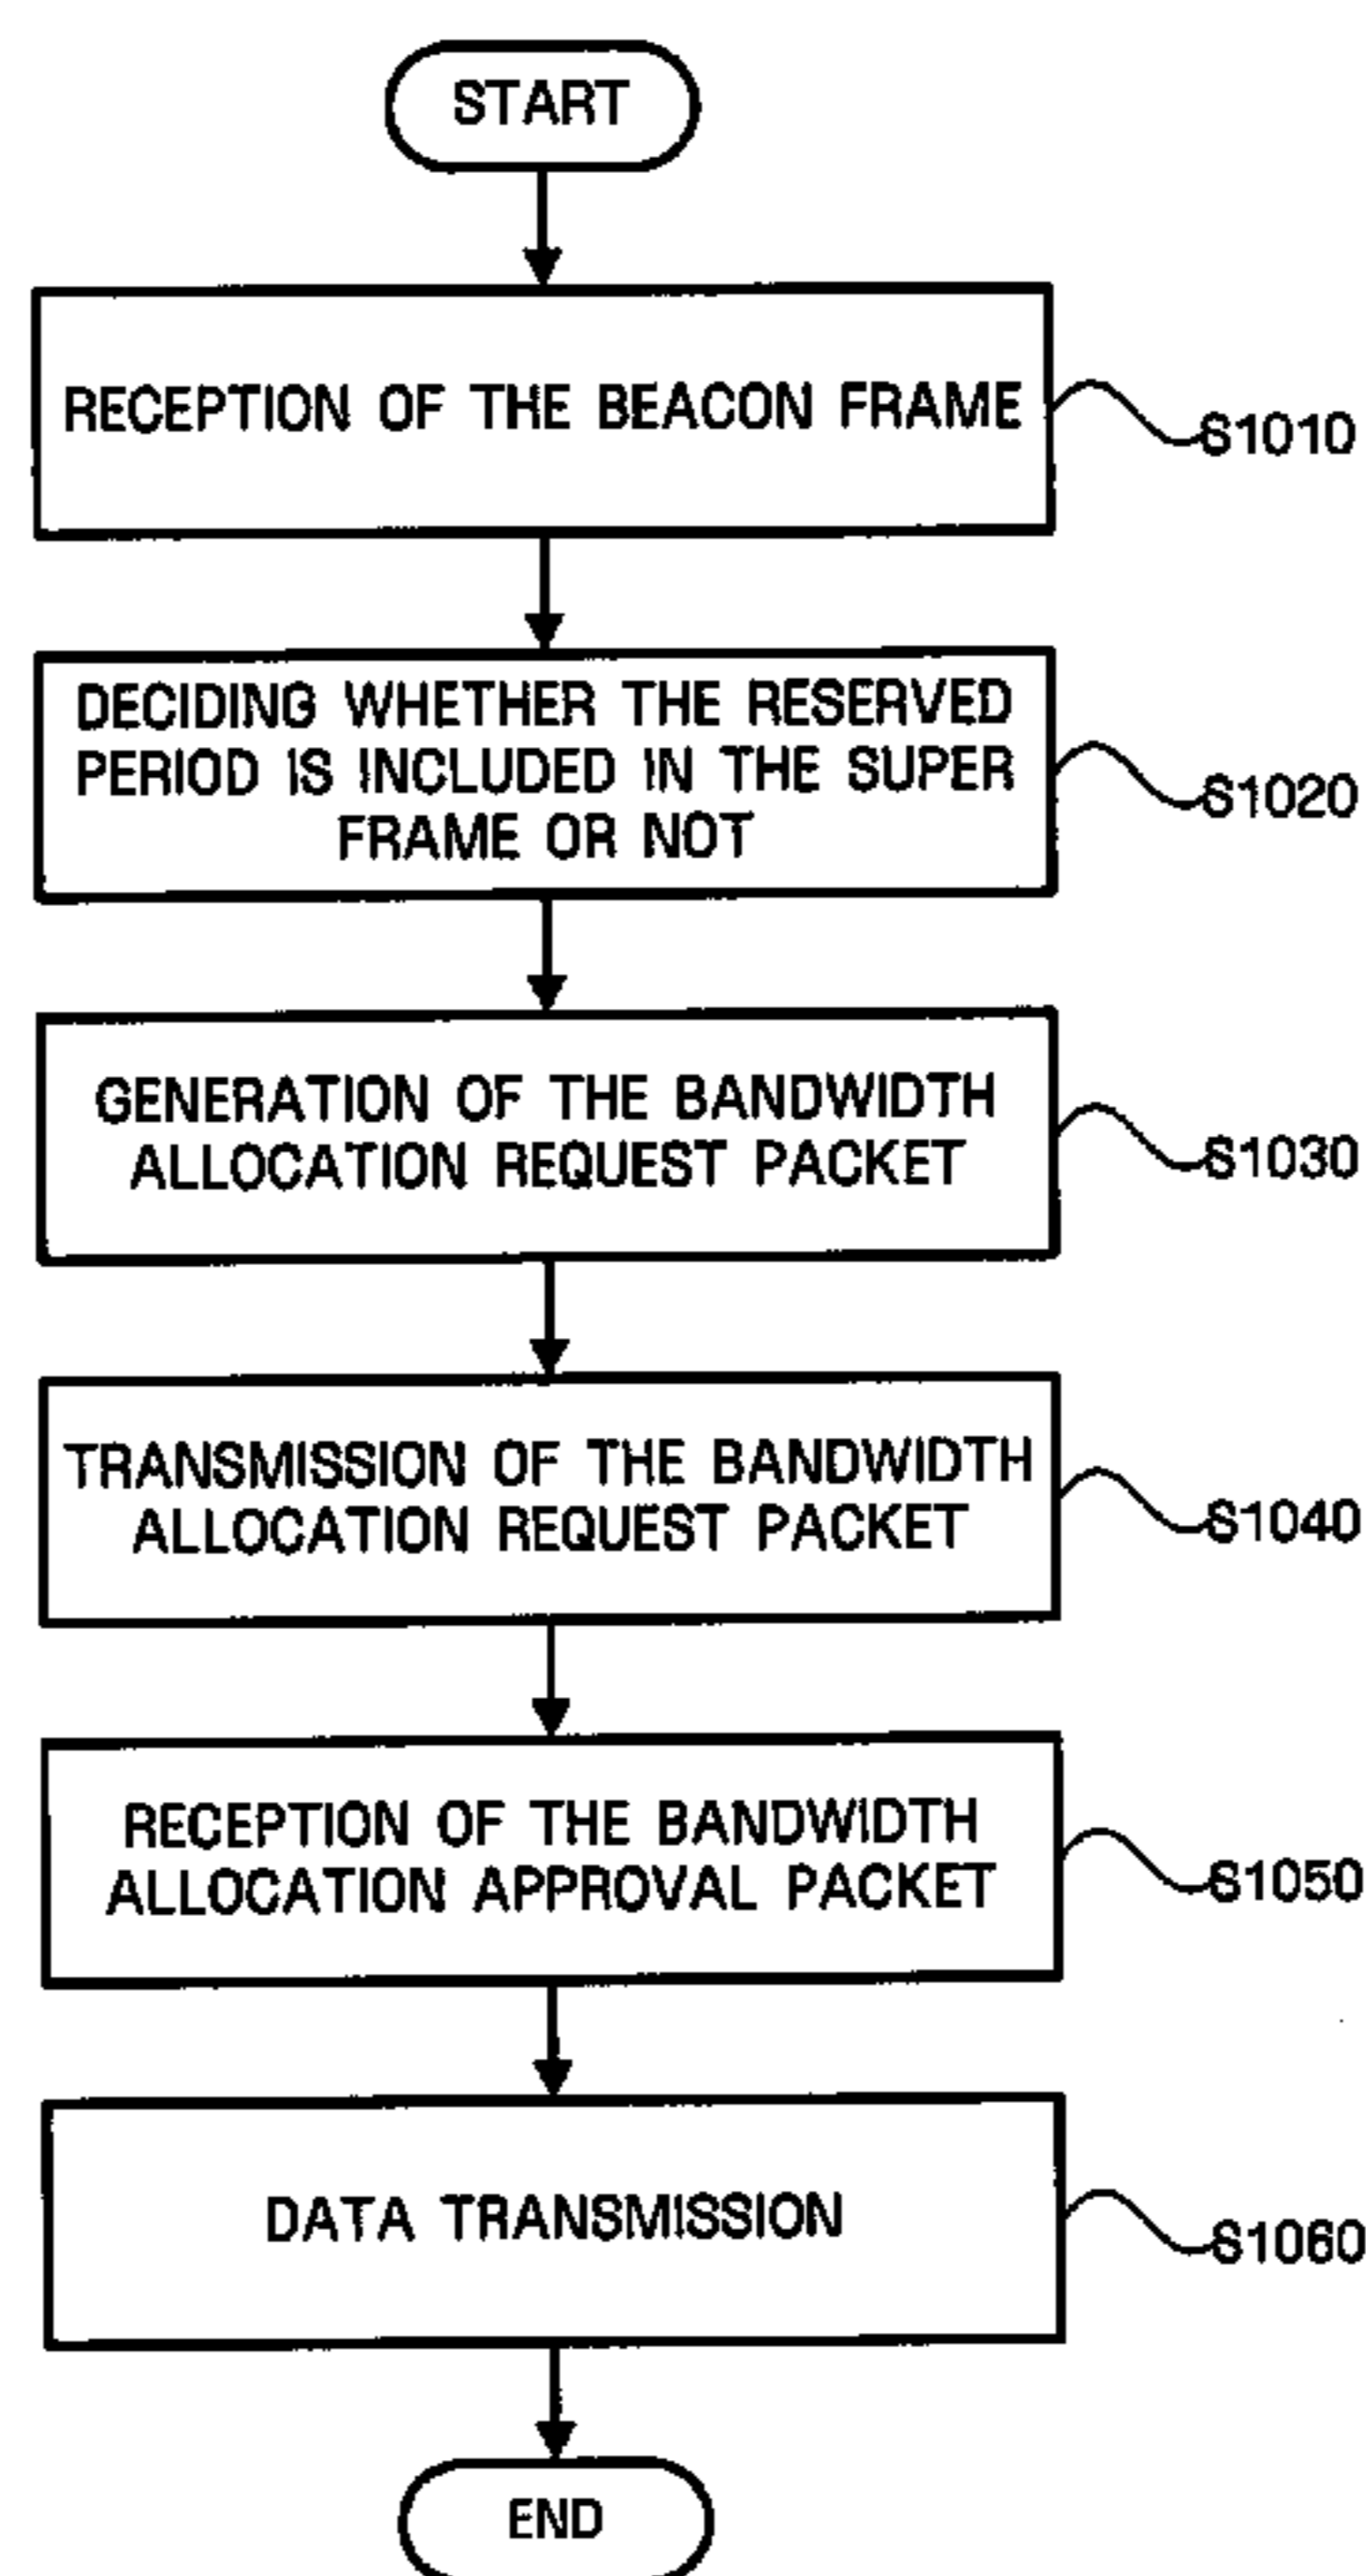 START
RECEPTION OF THE BEACON FRAME
S1010
DECIDING WHETHER THE RESERVED
PERIOD IS INCLUDED IN THE SUPER
FRAME OR NOT
S1020
GENERATION OF THE BANDWIDTH
ALLOCATION REQUEST PACKET
S1030
TRANSMISSION OF THE BANDWIDTH
ALLOCATION REQUEST PACKET
S1040
RECEPTION OF THE BANDWIDTH
ALLOCATION APPROVAL PACKET
S1050
DATA TRANSMISSION
S1060
END